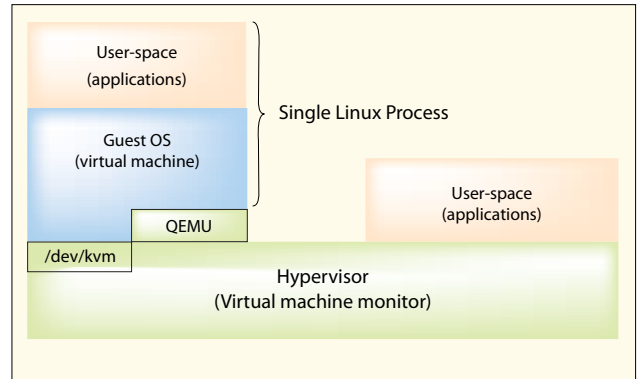 User-space
(applications)
Single Linux Process
Guest OS
(virtual machine)
User-space
(applications)
QEMU
/dev/kvm
Hypervisor
(Virtual machine monitor)